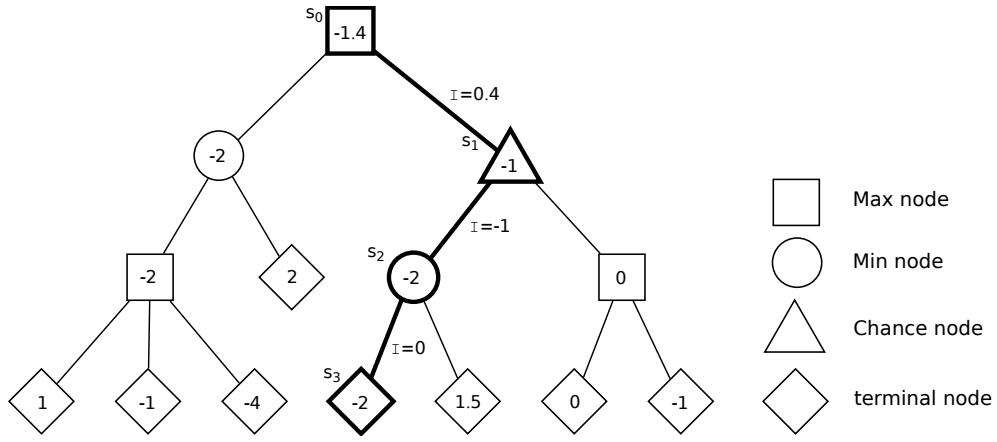 s0
-1.4
I=0.4
s1
-2
-1
Max node
I=-1
s2
Min node
-2
2
-2
0
Chance node
I=0
s3
1
-1
-4
-2
1.5
0
-1
terminal node